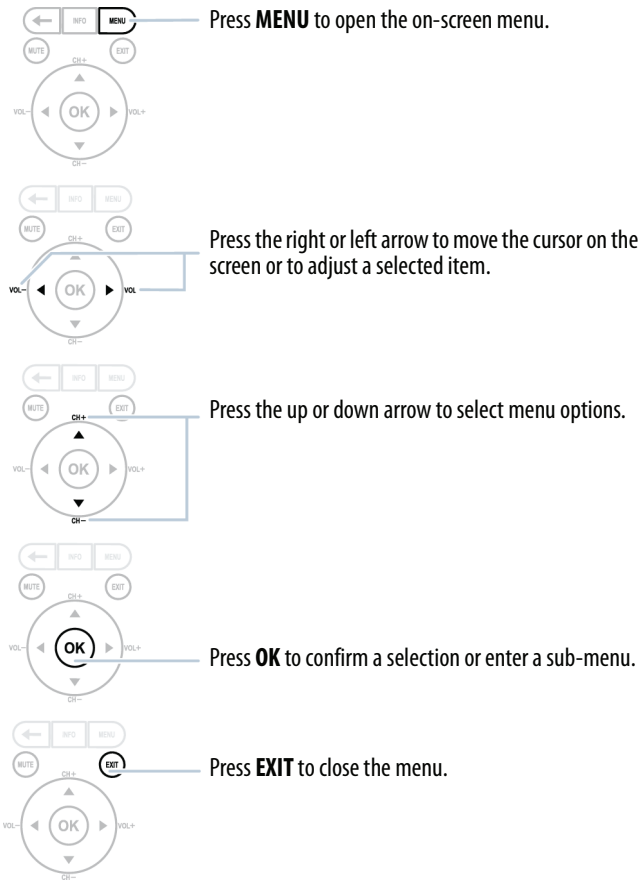 INFO MENU
Press MENU to open the on-screen menu.
MUTE EXIT
CH+
VOL− OK VOL+
CH−
INFO MENU
MUTE EXIT
CH+
Press the right or left arrow to move the cursor on the
screen or to adjust a selected item.
VOL− OK VOL
CH−
INFO MENU
MUTE EXIT
CH+
Press the up or down arrow to select menu options.
VOL− OK VOL+
CH−
INFO MENU
MUTE EXIT
CH+
VOL− OK VOL+
Press OK to confirm a selection or enter a sub-menu.
CH−
INFO MENU
MUTE EXIT
Press EXIT to close the menu.
CH+
VOL− OK VOL+
CH−